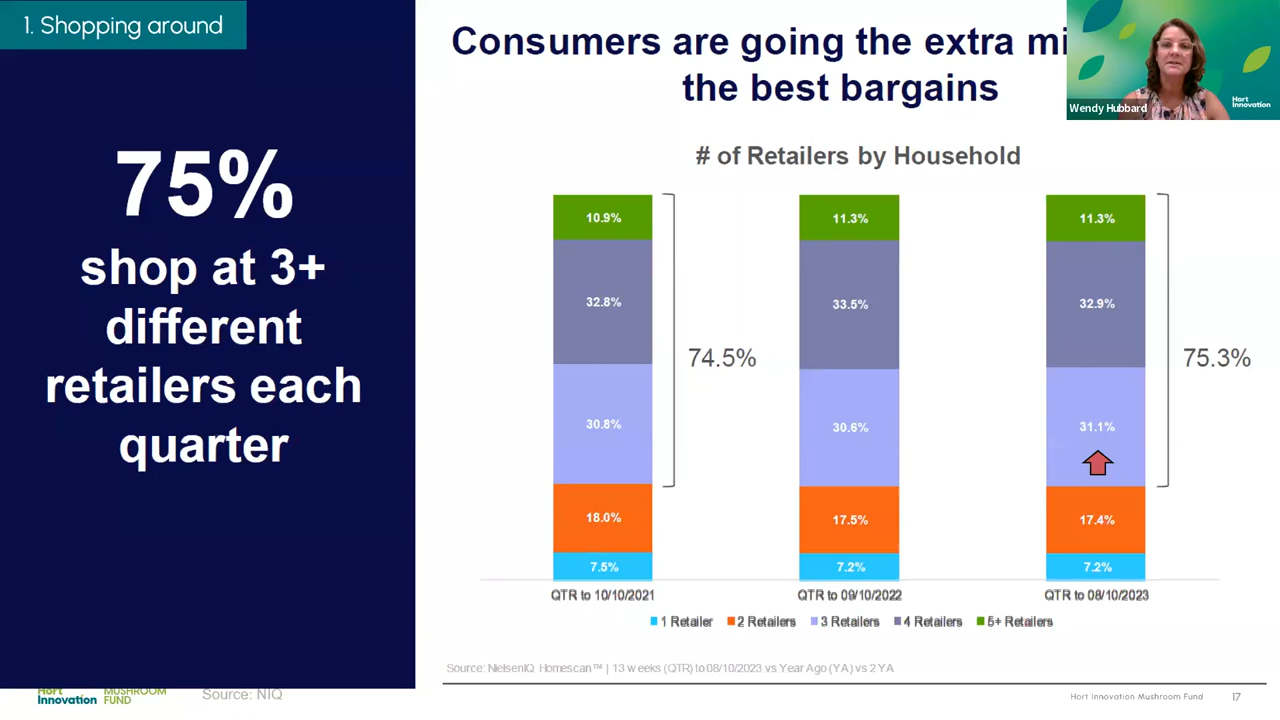 1. Shopping around
75%
shop at 3+
different
retailers each
quarter
Consumers are going the extra mi
the best bargains
Wendy Hubbard
Hort
Innovation
# of Retailers by Household
10.9%
11.3%
11.3%
32.8%
33.5%
32.9%
74.5%
75.3%
30.8%
30.6%
31.1%
18.0%
17.5%
17.4%
7.5%
7.2%
7.2%
QTR to 10/10/2021
QTR to 09/10/2022
QTR to 08/10/2023
1 Retailer 2 Retailers 3 Retailers 4 Retailers 5+ Retailers
Source: NielsenIQ Homescan™ | 13 weeks (QTR) to 08/10/2023 vs Year Ago (YA) vs 2 YA
Hort
Innovation
MUSHROOM
FUND
Source: NIQ
Hort Innovation Mushroom Fund 17